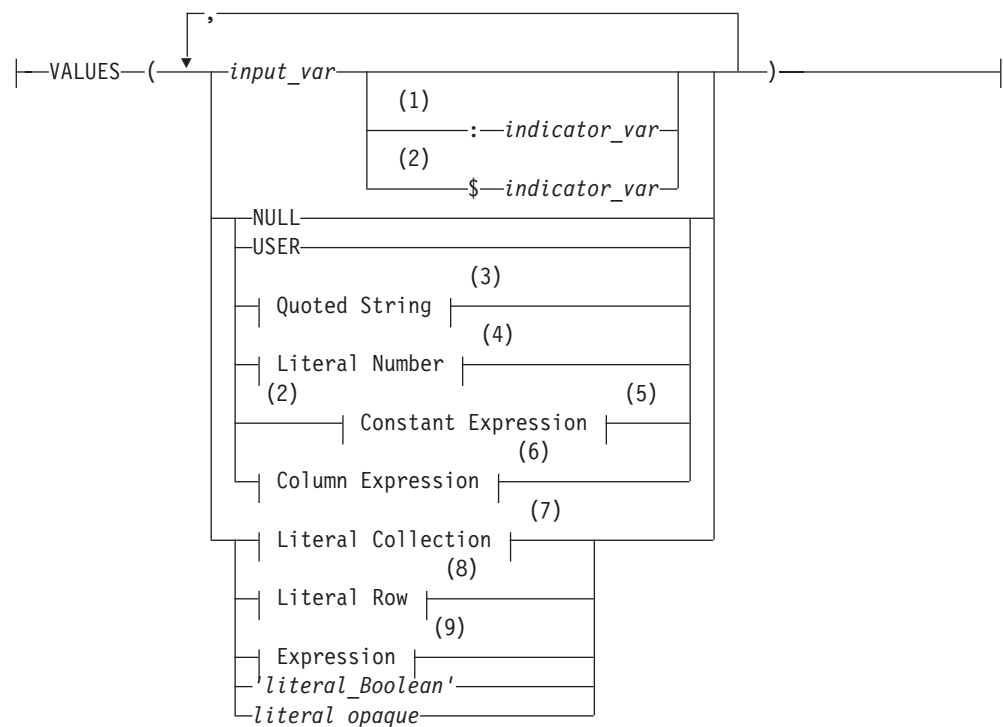 ,
VALUES ( input_var )
(1)
: indicator_var
(2)
$ indicator_var
NULL
USER
(3)
Quoted String
(4)
Literal Number
(2) (5)
Constant Expression
(6)
Column Expression
(7)
Literal Collection
(8)
Literal Row
(9)
Expression
'literal_Boolean'
literal opaque